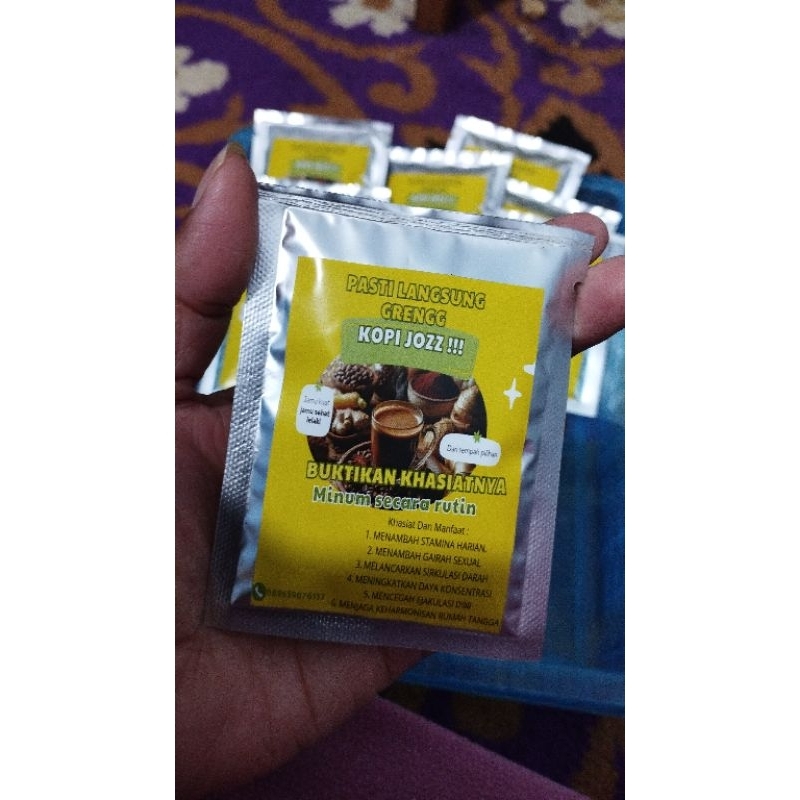 PASTI LANGSUNG
GRENGG
KOPI JOZZ !!!
jamu sehat
lelaki
Dan rempah pilihan
BUKTIKAN KHASIATNYA
Minum secara rutin
Khasiat Dan Manfaat :
1. MENAMBAH STAMINA HARIAN.
2. MENAMBAH GAIRAH SEXUAL
3. MELANCARKAN SIRKULASI DARAH
4. MENINGKATKAN DAYA KONSENTRASI
5. MENCEGAH EJAKULASI DINI
6. MENJAGA KEHARMONISAN RUMAH TANGGA